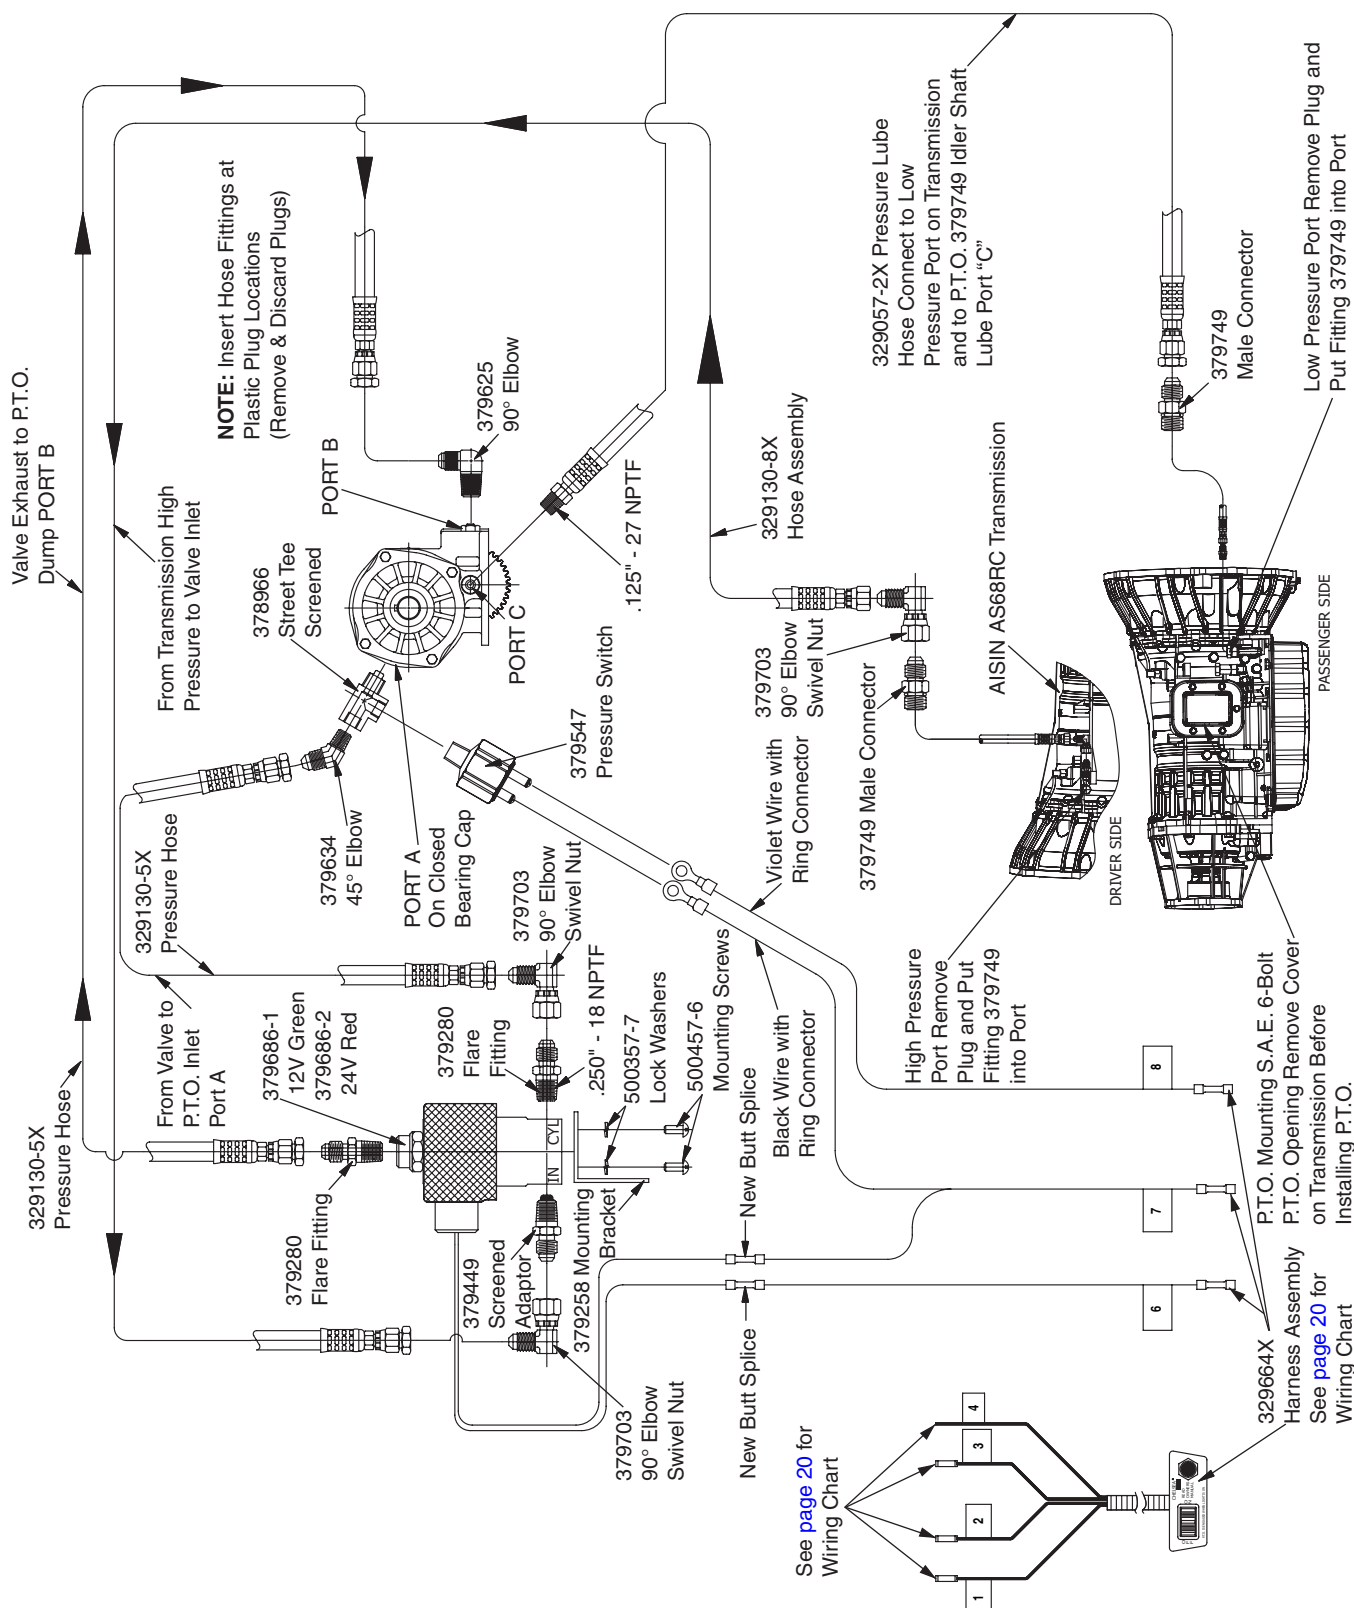 Valve Exhaust to P.T.O.
Dump PORT B
From Transmission High
Pressure to Valve Inlet
NOTE: Insert Hose Fittings at
Plastic Plug Locations
(Remove & Discard Plugs)
329130-5X
Pressure Hose
From Valve to
P.T.O. Inlet
Port A
329130-5X
Pressure Hose
379280
Flare Fitting
379686-1
12V Green
379686-2
24V Red
379634
45° Elbow
378966
Street Tee
Screened
PORT A
On Closed
Bearing Cap
PORT B
379625
90° Elbow
PORT C
.125" - 27 NPTF
379547
Pressure Switch
379280
Flare
Fitting
379703
90° Elbow
Swivel Nut
.250" - 18 NPTF
IN
CYL
500357-7
Lock Washers
500457-6
Mounting Screws
379449
Screened
Adaptor
379258 Mounting
Bracket
379703
90° Elbow
Swivel Nut
New Butt Splice
New Butt Splice
Black Wire with
Ring Connector
Violet Wire with
Ring Connector
329130-8X
Hose Assembly
379703
90° Elbow
Swivel Nut
379749 Male Connector
329057-2X Pressure Lube
Hose Connect to Low
Pressure Port on Transmission
and to P.T.O. 379749 Idler Shaft
Lube Port “C”
AISIN AS68RC Transmission
379749
Male Connector
High Pressure
Port Remove
Plug and Put
Fitting 379749
into Port
DRIVER SIDE
PASSENGER SIDE
Low Pressure Port Remove Plug and
Put Fitting 379749 into Port
P.T.O. Mounting S.A.E. 6-Bolt
P.T.O. Opening Remove Cover
on Transmission Before
Installing P.T.O.
See page 20 for
Wiring Chart
1
2
3
4
6
7
8
329664X
Harness Assembly
See page 20 for
Wiring Chart